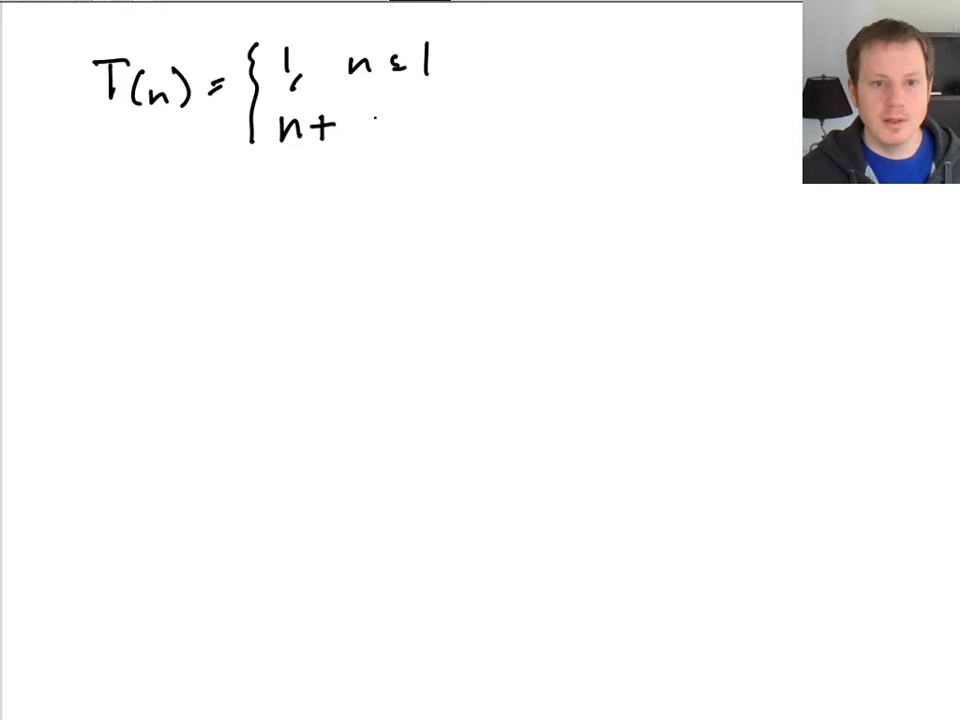 T(n) = { 1, n ≤ 1
n +